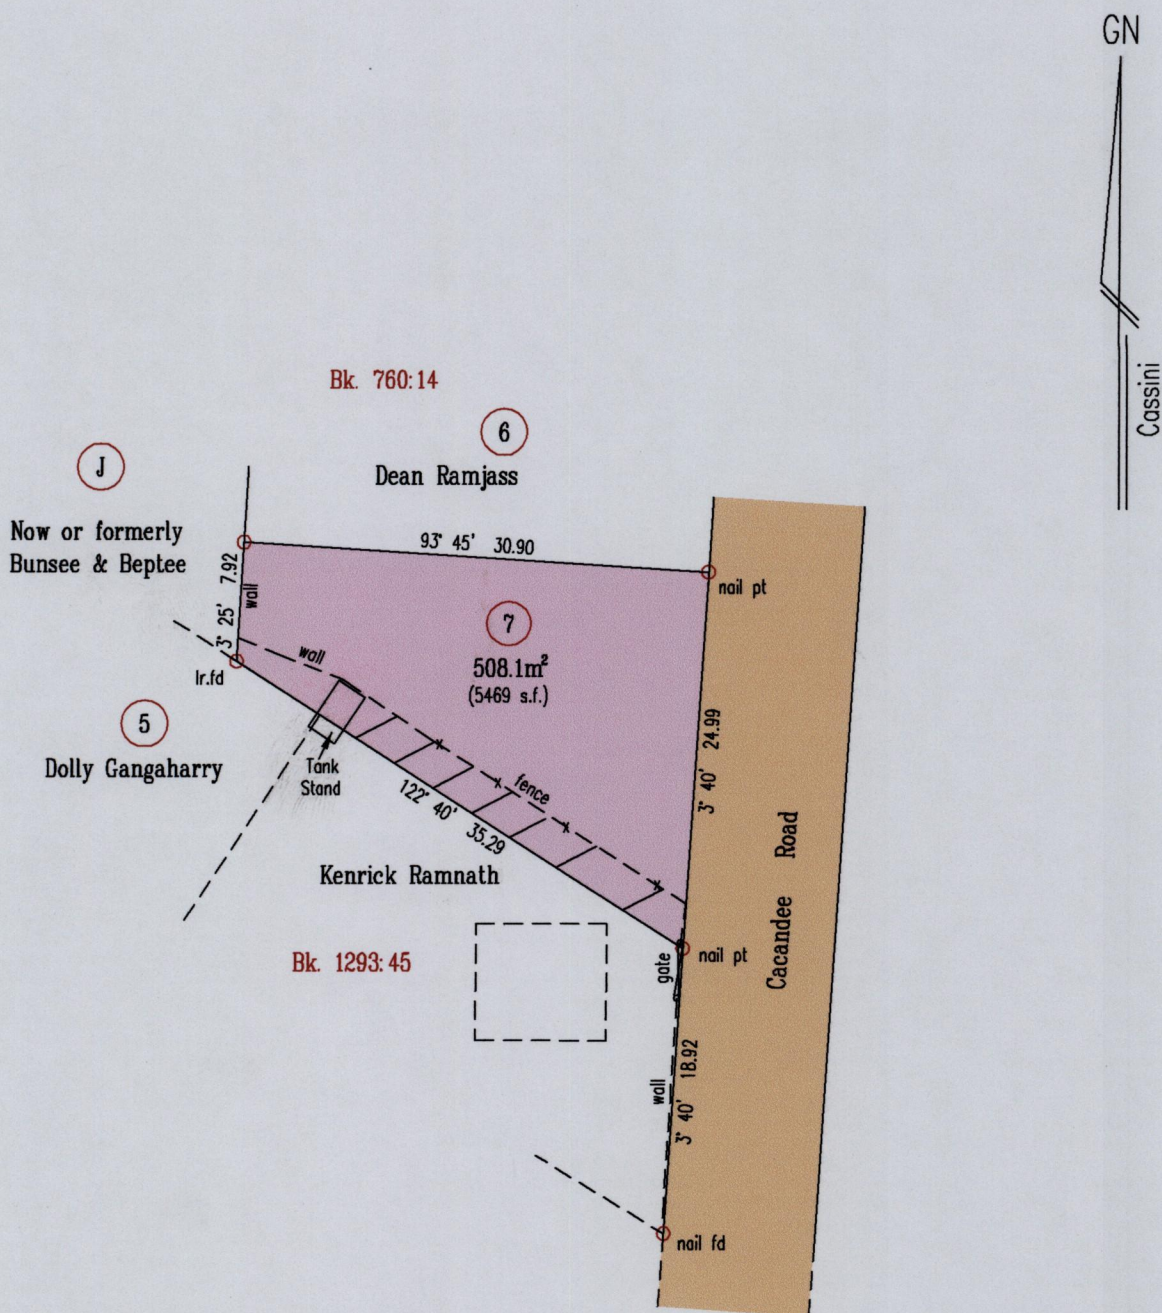 GN
Cassini
Bk. 760:14
6
Dean Ramjass
J
Now or formerly
Bunsee & Beptee
93° 45' 30.90
nail pt
3° 25' 7.92
wall
7
508.1m²
(5469 s.f.)
wall
Ir.fd
5
Dolly Gangaharry
Tank
Stand
fence
122° 40' 35.29
3° 40' 24.99
Kenrick Ramnath
Cacandee Road
Bk. 1293:45
gate
nail pt
wall
3° 40' 18.92
nail fd